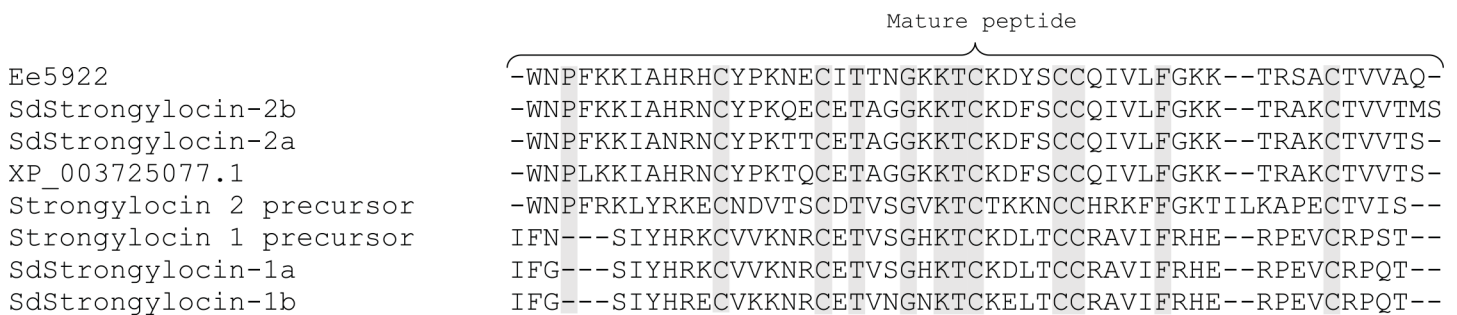 Mature peptide
Ee5922 -WNPFKKIAHRHCYPKNECITTNGKKTCKDYSCCQIVLFGKK--TRSACTVVAQ-
SdStrongylocin-2b -WNPFKKIAHRNCYPKQECETAGGKKTCKDFSCCQIVLFGKK--TRAKCTVVTMS
SdStrongylocin-2a -WNPFKKIANRNCYPKTTCETAGGKKTCKDFSCCQIVLFGKK--TRAKCTVVTS-
XP_003725077.1 -WNPLKKIAHRNCYPKTQCETAGGKKTCKDFSCCQIVLFGKK--TRAKCTVVTS-
Strongylocin 2 precursor -WNPFRKLYRKECNDVTSCDTVSGVKTCTKKNCCHRKFFGKTILKAPECTVIS--
Strongylocin 1 precursor IFN---SIYHRKCVVKNRCETVSGHKTCKDLTCCRAVIFRHE--RPEVCRPST--
SdStrongylocin-1a IFG---SIYHRKCVVKNRCETVSGHKTCKDLTCCRAVIFRHE--RPEVCRPQT--
SdStrongylocin-1b IFG---SIYHRECVKKNRCETVNGNKTCKELTCCRAVIFRHE--RPEVCRPQT--